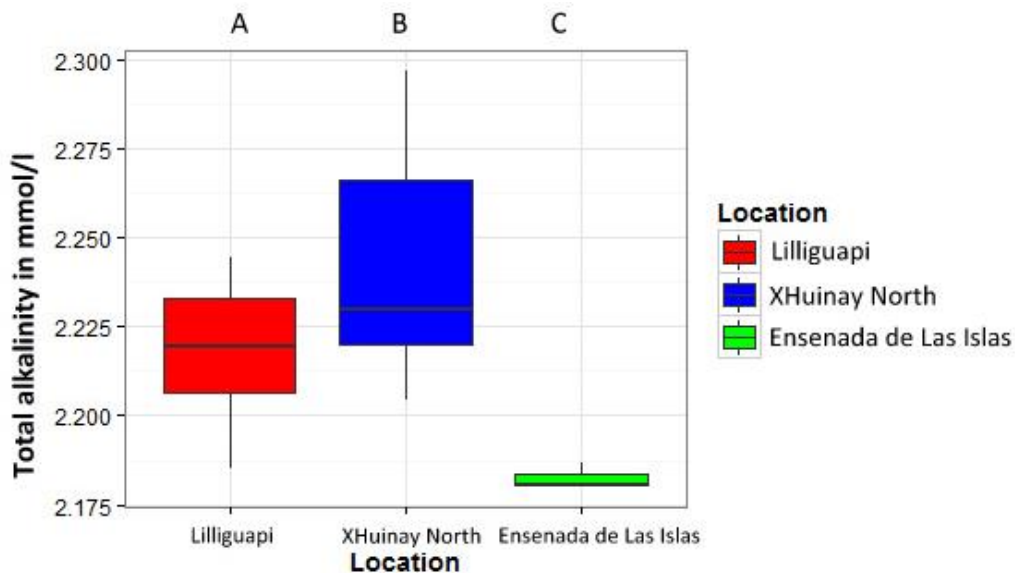 A B C
Total alkalinity in mmol/l
2.300
2.275
2.250
2.225
2.200
2.175
Lilliguapi XHuinay North Ensenada de Las Islas
Location
Location
Lilliguapi
XHuinay North
Ensenada de Las Islas